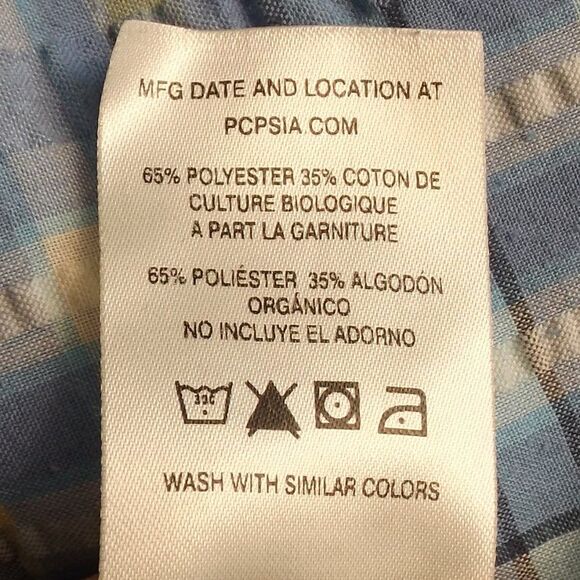 MFG DATE AND LOCATION AT
PCPSIA.COM
65% POLYESTER 35% COTON DE
CULTURE BIOLOGIQUE
A PART LA GARNITURE
65% POLIÉSTER 35% ALGODÓN
ORGÁNICO
NO INCLUYE EL ADORNO
30C
WASH WITH SIMILAR COLORS